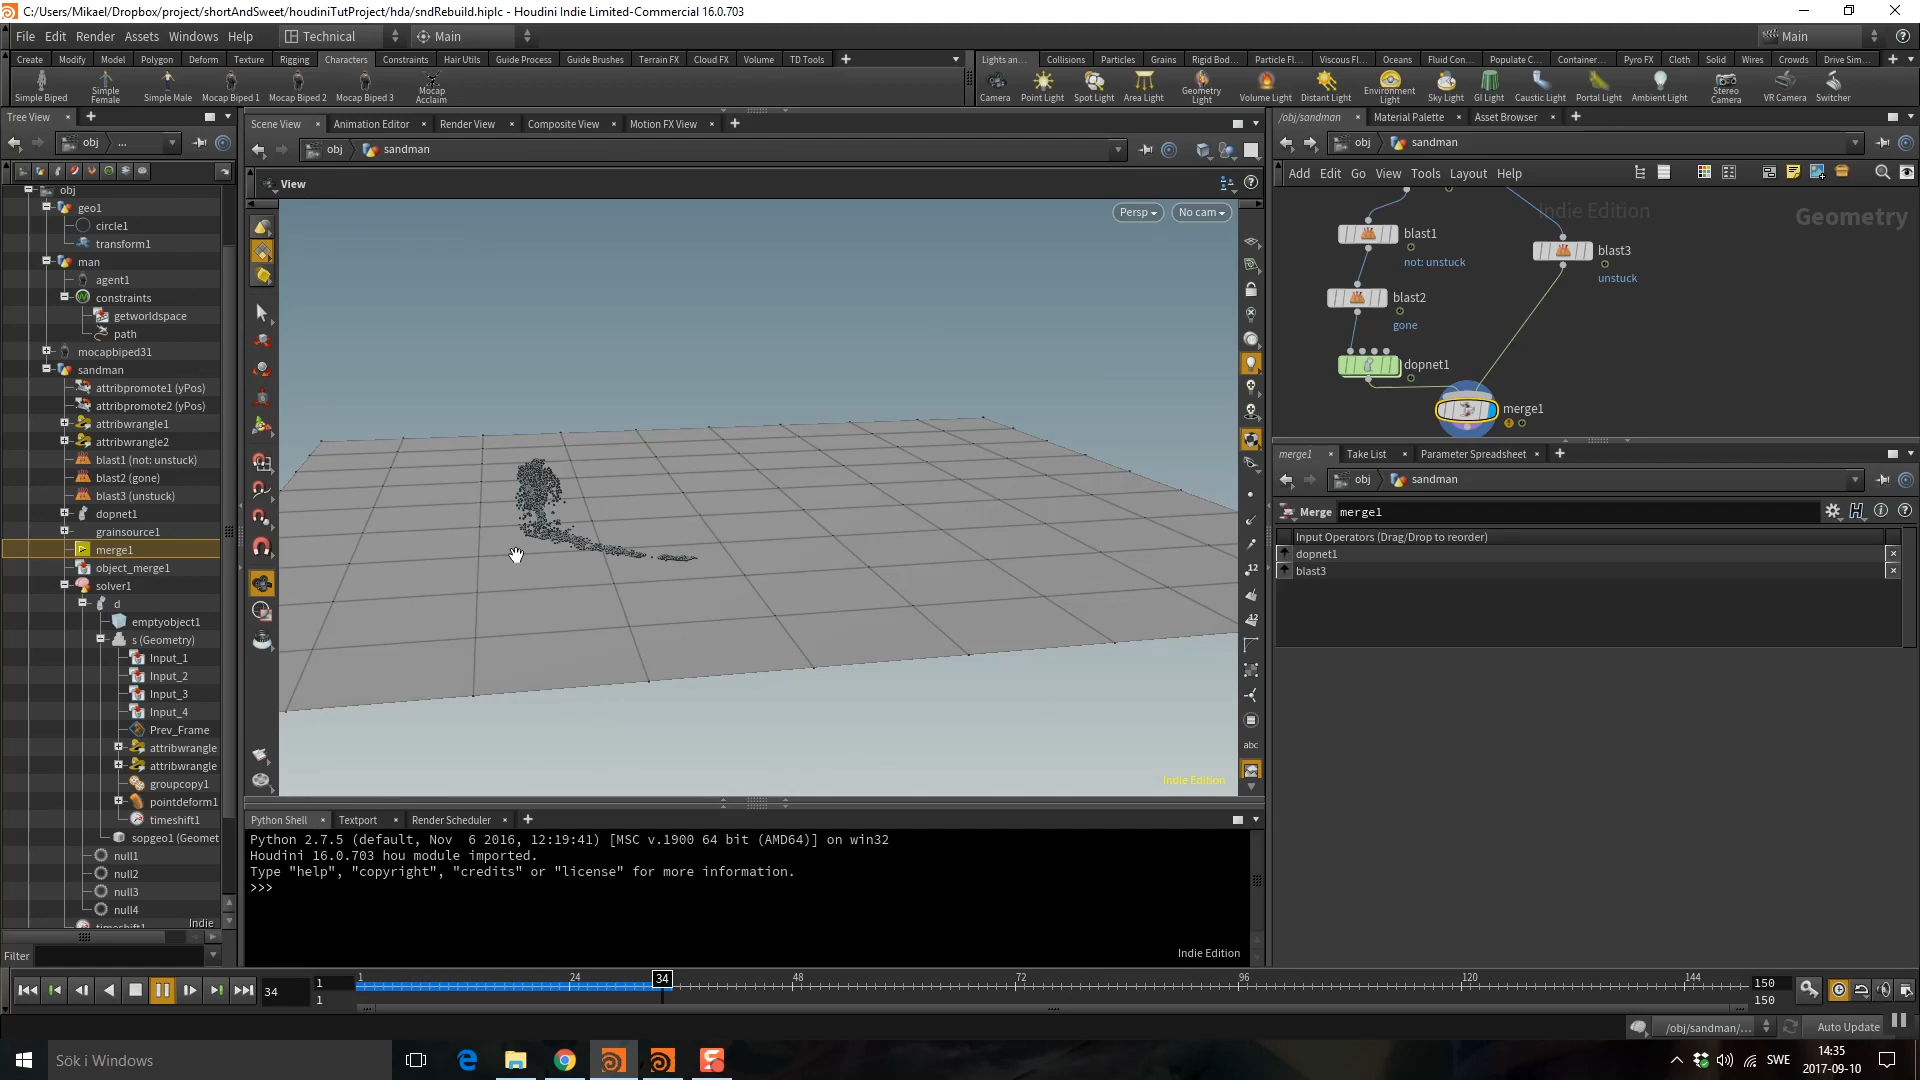 C:/Users/Mikael/Dropbox/project/shortAndSweet/houdiniTutProject/hda/sndRebuild.hiplc - Houdini Indie Limited-Commercial 16.0.703
File Edit Render Assets Windows Help Technical Main Main
Create Modify Model Polygon Deform Texture Rigging Characters Constraints Hair Utils Guide Process Guide Brushes Terrain FX Cloud FX Volume TD Tools
Simple Biped Simple Female Simple Male Mocap Biped 1 Mocap Biped 2 Mocap Biped 3 Mocap Acclaim
Lights an... Collisions Particles Grains Rigid Bod... Particle Fl... Viscous Fl... Oceans Fluid Con... Populate C... Container... Pyro FX Cloth Solid Wires Crowds Drive Sim...
Camera Point Light Spot Light Area Light Geometry Light Volume Light Distant Light Environment Light Sky Light GI Light Caustic Light Portal Light Ambient Light Stereo Camera VR Camera Switcher
Tree View
obj ...
obj
geo1
circle1
transform1
man
agent1
constraints
getworldspace
path
mocapbiped31
sandman
attribpromote1 (yPos)
attribpromote2 (yPos)
attribwrangle1
attribwrangle2
blast1 (not: unstuck)
blast2 (gone)
blast3 (unstuck)
dopnet1
grainsource1
merge1
object_merge1
solver1
d
emptyobject1
s (Geometry)
Input_1
Input_2
Input_3
Input_4
Prev_Frame
attribwrangle
attribwrangle
groupcopy1
pointdeform1
timeshift1
sopgeo1 (Geomet
null1
null2
null3
null4
timeshift1
Indie
Filter
Scene View Animation Editor Render View Composite View Motion FX View
obj sandman
View
Persp No cam
12
12
abc
Indie Edition
Python Shell Textport Render Scheduler
Python 2.7.5 (default, Nov  6 2016, 12:19:41) [MSC v.1900 64 bit (AMD64)] on win32
Houdini 16.0.703 hou module imported.
Type "help", "copyright", "credits" or "license" for more information.
>>>
Indie Edition
/obj/sandman Material Palette Asset Browser
obj sandman
Add Edit Go View Tools Layout Help
Indie Edition
Geometry
blast1
not: unstuck
blast3
unstuck
blast2
gone
dopnet1
merge1
merge1 Take List Parameter Spreadsheet
obj sandman
Merge merge1
Input Operators (Drag/Drop to reorder)
dopnet1
blast3
34 1 1 24 34 48 72 96 120 144 150
1 150
/obj/sandman/... Auto Update
Sök i Windows
SWE
14:35
2017-09-10